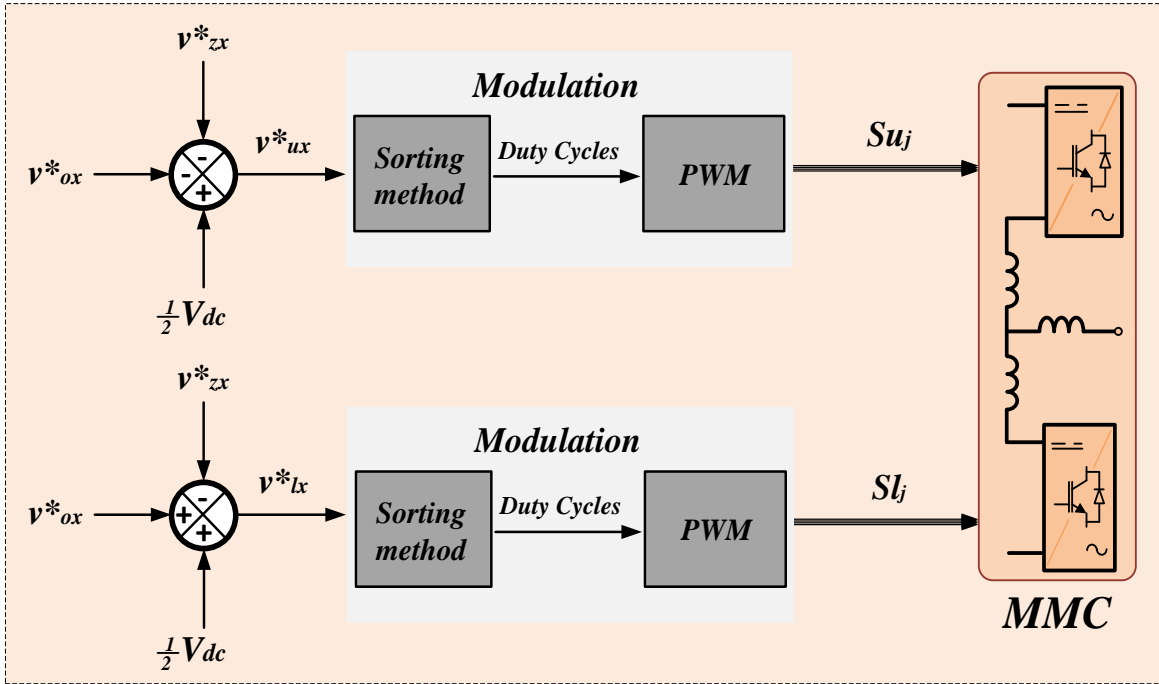 v*zx
Modulation
v*ox
-
-
+
v*ux
Sorting
method
Duty Cycles
PWM
Suj
1/2 Vdc
v*zx
Modulation
v*ox
-
+
+
v*lx
Sorting
method
Duty Cycles
PWM
Slj
1/2 Vdc
MMC